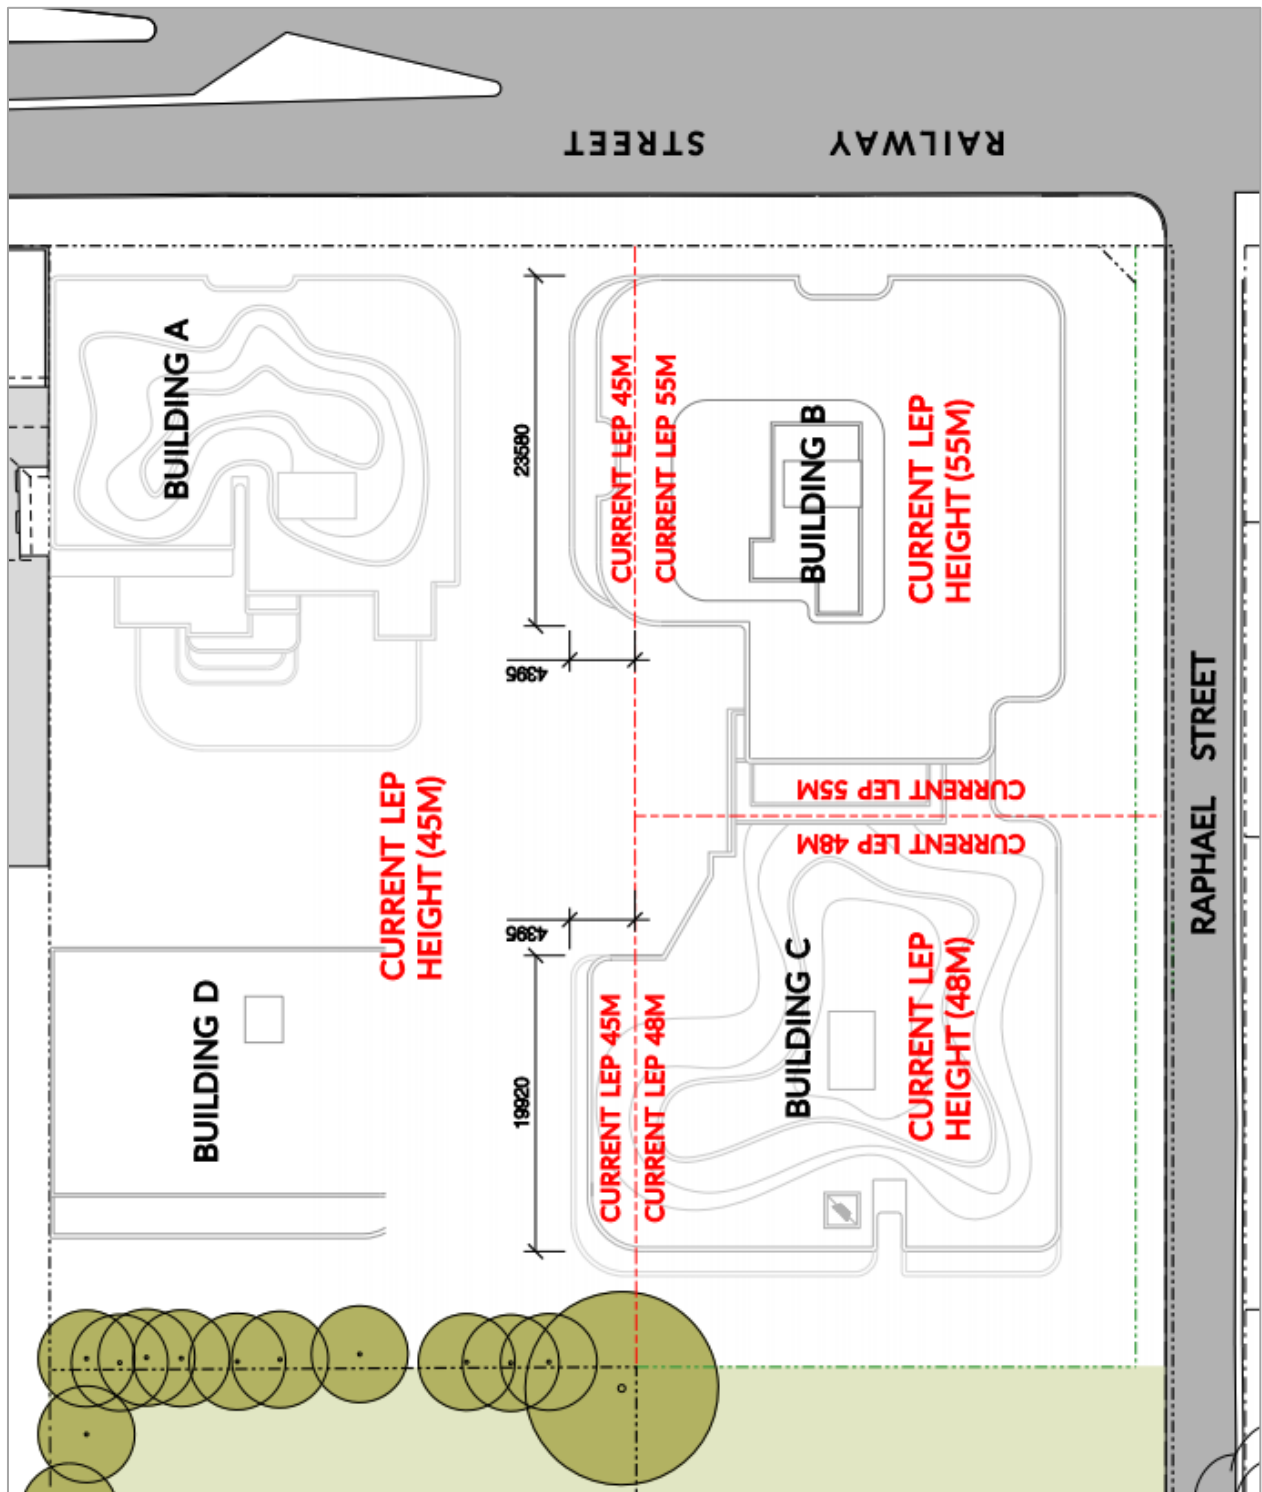 RAILWAY STREET
BUILDING A
23580
CURRENT LEP 45M
CURRENT LEP 55M
BUILDING B
CURRENT LEP
HEIGHT (55M)
4395
RAPHAEL STREET
CURRENT LEP
HEIGHT (45M)
CURRENT LEP 55M
CURRENT LEP 48M
4395
BUILDING D
19920
CURRENT LEP 45M
CURRENT LEP 48M
BUILDING C
CURRENT LEP
HEIGHT (48M)